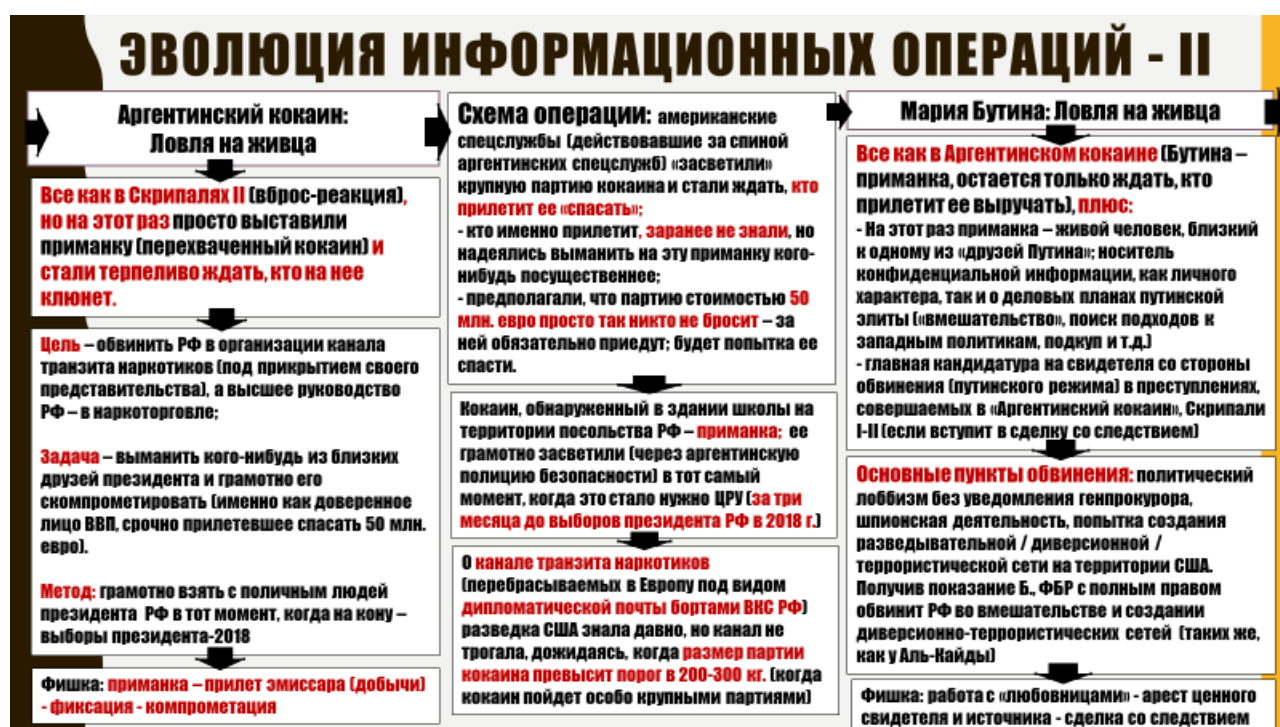 ЭВОЛЮЦИЯ ИНФОРМАЦИОННЫХ ОПЕРАЦИЙ - II
Аргентинский кокаин:
Ловля на живца
Все как в Скрипалях II (вброс-реакция),
но на этот раз просто выставили
приманку (перехваченный кокаин) и
стали терпеливо ждать, кто на нее
клюнет.
Цель – обвинить РФ в организации канала
транзита наркотиков (под прикрытием своего
представительства), а высшее руководство
РФ – в наркоторговле;
Задача – выманить кого-нибудь из близких
друзей президента и грамотно его
скомпрометировать (именно как доверенное
лицо ВВП, срочно прилетевшее спасать 50 млн.
евро).
Метод: грамотно взять с поличным людей
президента РФ в тот момент, когда на кону –
выборы президента-2018
Фишка: приманка – прилет эмиссара (добычи)
- фиксация - компрометация
Схема операции: американские
спецслужбы (действовавшие за спиной
аргентинских спецслужб) «засветили»
крупную партию кокаина и стали ждать, кто
прилетит ее «спасать»;
- кто именно прилетит, заранее не знали, но
надеялись выманить на эту приманку кого-
нибудь посущественнее;
- предполагали, что партию стоимостью 50
млн. евро просто так никто не бросит – за
ней обязательно приедут; будет попытка ее
спасти.
Кокаин, обнаруженный в здании школы на
территории посольства РФ – приманка; ее
грамотно засветили (через аргентинскую
полицию безопасности) в тот самый
момент, когда это стало нужно ЦРУ (за три
месяца до выборов президента РФ в 2018 г.)
О канале транзита наркотиков
(перебрасываемых в Европу под видом
дипломатической почты бортами ВКС РФ)
разведка США знала давно, но канал не
трогала, дожидаясь, когда размер партии
кокаина превысит порог в 200-300 кг. (когда
кокаин пойдет особо крупными партиями)
Мария Бутина: Ловля на живца
Все как в Аргентинском кокаине (Бутина –
приманка, остается только ждать, кто
прилетит ее выручать), плюс:
- На этот раз приманка – живой человек, близкий
к одному из «друзей Путина»; носитель
конфиденциальной информации, как личного
характера, так и о деловых планах путинской
элиты («вмешательство», поиск подходов к
западным политикам, подкуп и т.д.)
- главная кандидатура на свидетеля со стороны
обвинения (путинского режима) в преступлениях,
совершаемых в «Аргентинский кокаин», Скрипали
I-II (если вступит в сделку со следствием)
Основные пункты обвинения: политический
лоббизм без уведомления генпрокурора,
шпионская деятельность, попытка создания
разведывательной / диверсионной /
террористической сети на территории США.
Получив показание Б., ФБР с полным правом
обвинит РФ во вмешательстве и создании
диверсионно-террористических сетей (таких же,
как у Аль-Кайды)
Фишка: работа с «любовницами» - арест ценного
свидетеля и источника - сделка со следствием